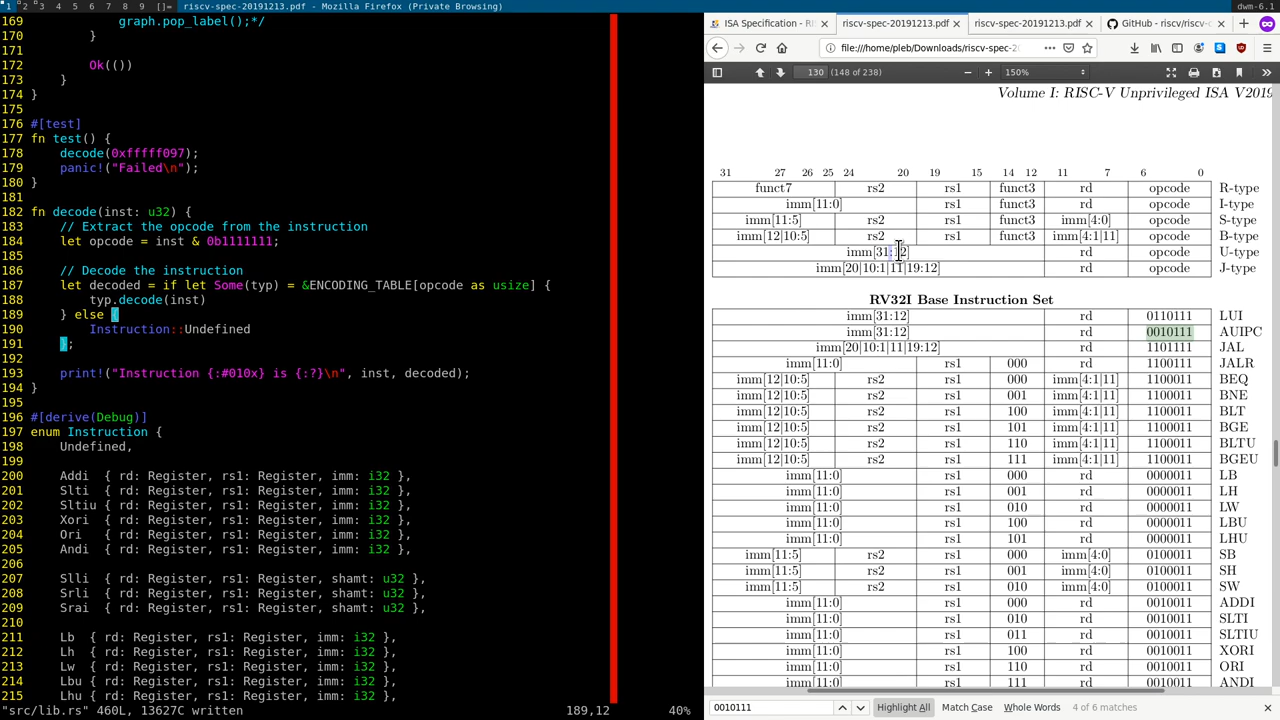 1 2 3 4 5 6 7 8 9 []= riscv-spec-20191213.pdf - Mozilla Firefox (Private Browsing) dwm-6.1
169 graph.pop_label();*/
170 }
171
172 Ok(())
173 }
174 }
175
176 #[test]
177 fn test() {
178 decode(0xfffff097);
179 panic!("Failed\n");
180 }
181
182 fn decode(inst: u32) {
183 // Extract the opcode from the instruction
184 let opcode = inst & 0b1111111;
185
186 // Decode the instruction
187 let decoded = if let Some(typ) = &ENCODING_TABLE[opcode as usize] {
188 typ.decode(inst)
189 } else {
190 Instruction::Undefined
191 };
192
193 print!("Instruction {:#010x} is {:?}\n", inst, decoded);
194 }
195
196 #[derive(Debug)]
197 enum Instruction {
198 Undefined,
199
200 Addi { rd: Register, rs1: Register, imm: i32 },
201 Slti { rd: Register, rs1: Register, imm: i32 },
202 Sltiu { rd: Register, rs1: Register, imm: i32 },
203 Xori { rd: Register, rs1: Register, imm: i32 },
204 Ori { rd: Register, rs1: Register, imm: i32 },
205 Andi { rd: Register, rs1: Register, imm: i32 },
206
207 Slli { rd: Register, rs1: Register, shamt: u32 },
208 Srli { rd: Register, rs1: Register, shamt: u32 },
209 Srai { rd: Register, rs1: Register, shamt: u32 },
210
211 Lb { rd: Register, rs1: Register, imm: i32 },
212 Lh { rd: Register, rs1: Register, imm: i32 },
213 Lw { rd: Register, rs1: Register, imm: i32 },
214 Lbu { rd: Register, rs1: Register, imm: i32 },
215 Lhu { rd: Register, rs1: Register, imm: i32 },
"src/lib.rs" 460L, 13627C written 189,12 40%
ISA Specification - RIS riscv-spec-20191213.pdf riscv-spec-20191213.pdf GitHub - riscv/riscv-c
file:///home/pleb/Downloads/riscv-spec-20
130 (148 of 238) 150%
Volume I: RISC-V Unprivileged ISA V2019
31 27 26 25 24 20 19 15 14 12 11 7 6 0
funct7 rs2 rs1 funct3 rd opcode R-type
imm[11:0] rs1 funct3 rd opcode I-type
imm[11:5] rs2 rs1 funct3 imm[4:0] opcode S-type
imm[12|10:5] rs2 rs1 funct3 imm[4:1|11] opcode B-type
imm[31:12] rd opcode U-type
imm[20|10:1|11|19:12] rd opcode J-type
RV32I Base Instruction Set
imm[31:12] rd 0110111 LUI
imm[31:12] rd 0010111 AUIPC
imm[20|10:1|11|19:12] rd 1101111 JAL
imm[11:0] rs1 000 rd 1100111 JALR
imm[12|10:5] rs2 rs1 000 imm[4:1|11] 1100011 BEQ
imm[12|10:5] rs2 rs1 001 imm[4:1|11] 1100011 BNE
imm[12|10:5] rs2 rs1 100 imm[4:1|11] 1100011 BLT
imm[12|10:5] rs2 rs1 101 imm[4:1|11] 1100011 BGE
imm[12|10:5] rs2 rs1 110 imm[4:1|11] 1100011 BLTU
imm[12|10:5] rs2 rs1 111 imm[4:1|11] 1100011 BGEU
imm[11:0] rs1 000 rd 0000011 LB
imm[11:0] rs1 001 rd 0000011 LH
imm[11:0] rs1 010 rd 0000011 LW
imm[11:0] rs1 100 rd 0000011 LBU
imm[11:0] rs1 101 rd 0000011 LHU
imm[11:5] rs2 rs1 000 imm[4:0] 0100011 SB
imm[11:5] rs2 rs1 001 imm[4:0] 0100011 SH
imm[11:5] rs2 rs1 010 imm[4:0] 0100011 SW
imm[11:0] rs1 000 rd 0010011 ADDI
imm[11:0] rs1 010 rd 0010011 SLTI
imm[11:0] rs1 011 rd 0010011 SLTIU
imm[11:0] rs1 100 rd 0010011 XORI
imm[11:0] rs1 110 rd 0010011 ORI
imm[11:0] rs1 111 rd 0010011 ANDI
0010111 Highlight All Match Case Whole Words 4 of 6 matches